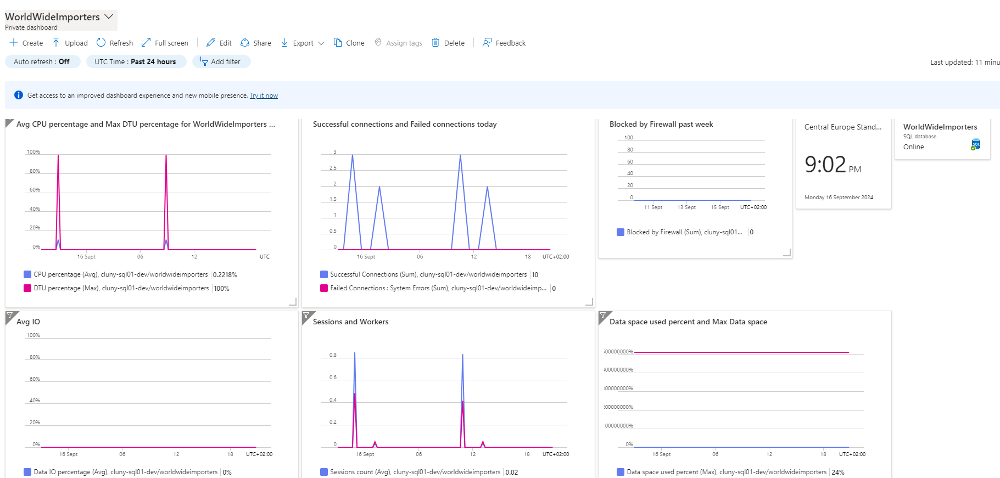 WorldWideImporters
Private dashboard
Create Upload Refresh Full screen Edit Share Export Clone Assign tags Delete Feedback
Auto refresh : Off UTC Time : Past 24 hours Add filter
Last updated: 11 minu
Get access to an improved dashboard experience and new mobile presence. Try it now
Avg CPU percentage and Max DTU percentage for WorldWideImporters ...
100%
80%
60%
40%
20%
0%
16 Sept 06 12 UTC
CPU percentage (Avg), cluny-sql01-dev/worldwideimporters 0.2218%
DTU percentage (Max), cluny-sql01-dev/worldwideimporters 100%
Successful connections and Failed connections today
3
2.5
2
1.5
1
0.5
0
16 Sept 06 12 18 UTC+02:00
Successful Connections (Sum), cluny-sql01-dev/worldwideimporters 10
Failed Connections : System Errors (Sum), cluny-sql01-dev/worldwideimp... 0
Blocked by Firewall past week
100
80
60
40
20
0
11 Sept 13 Sept 15 Sept UTC+02:00
Blocked by Firewall (Sum), cluny-sql01... 0
Central Europe Stand...
9:02 PM
Monday 16 September 2024
WorldWideImporters
SQL database
Online
SQL
Avg IO
100%
80%
60%
40%
20%
0%
16 Sept 06 12 18 UTC+02:00
Data IO percentage (Avg), cluny-sql01-dev/worldwideimporters 0%
Sessions and Workers
0.8
0.6
0.4
0.2
0
16 Sept 06 12 18 UTC+02:00
Sessions count (Avg), cluny-sql01-dev/worldwideimporters 0.02
Data space used percent and Max Data space
00000000%
0%
16 Sept 06 12 18 UTC+02:00
Data space used percent (Max), cluny-sql01-dev/worldwideimporters 24%